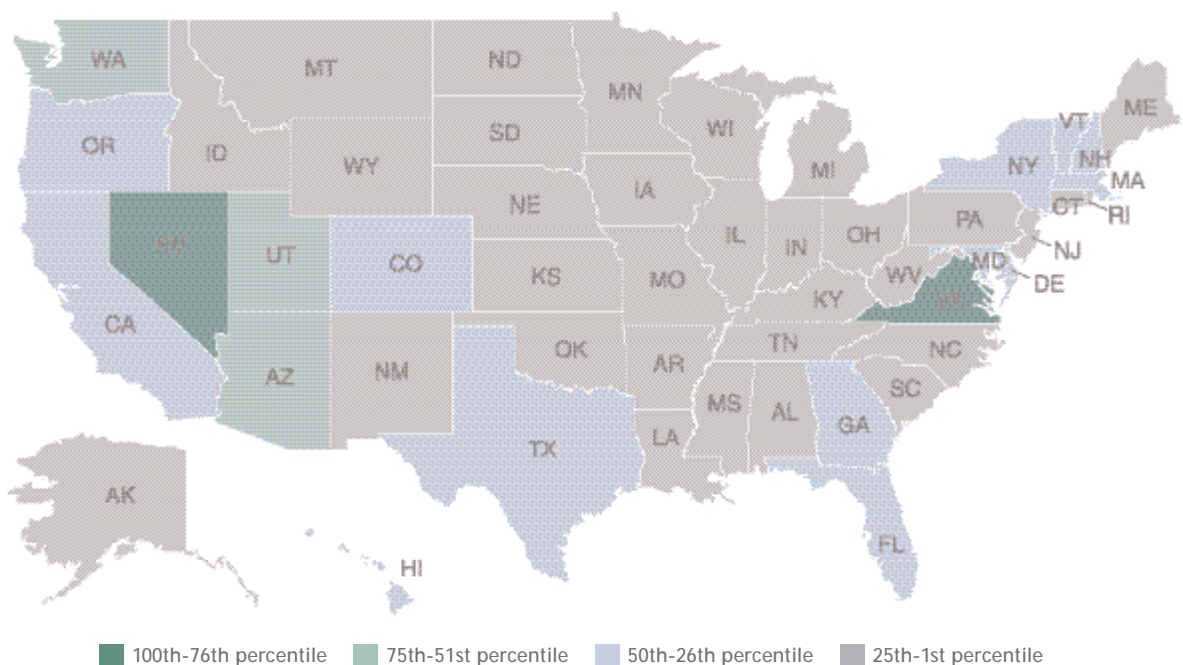 WA
MT
ND
MN
ME
VT
OR
ID
SD
WI
NH
WY
MI
NY
MA
IA
CT
RI
NE
PA
NJ
UT
CO
IL
IN
OH
MD
DE
KS
MO
WV
KY
CA
TN
NC
AZ
NM
OK
AR
SC
MS
AL
GA
LA
TX
AK
FL
HI
100th-76th percentile
75th-51st percentile
50th-26th percentile
25th-1st percentile